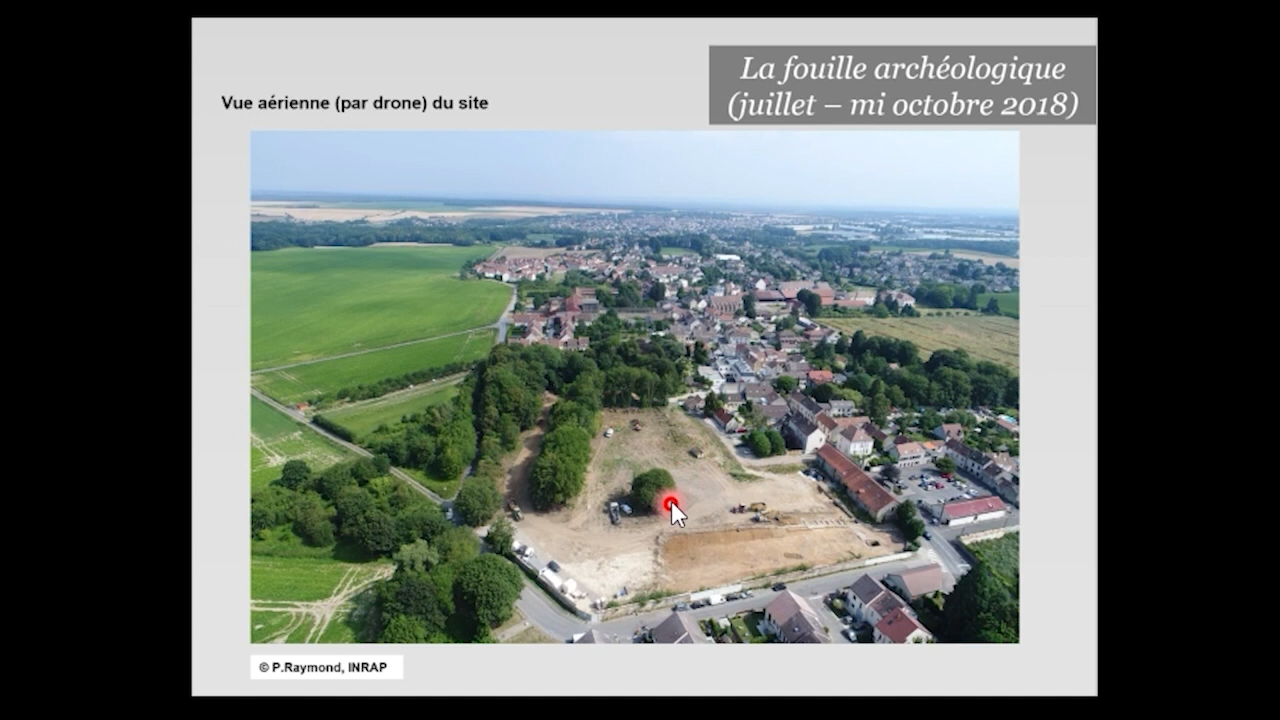 La fouille archéologique
(juillet – mi octobre 2018)
Vue aérienne (par drone) du site
© P.Raymond, INRAP